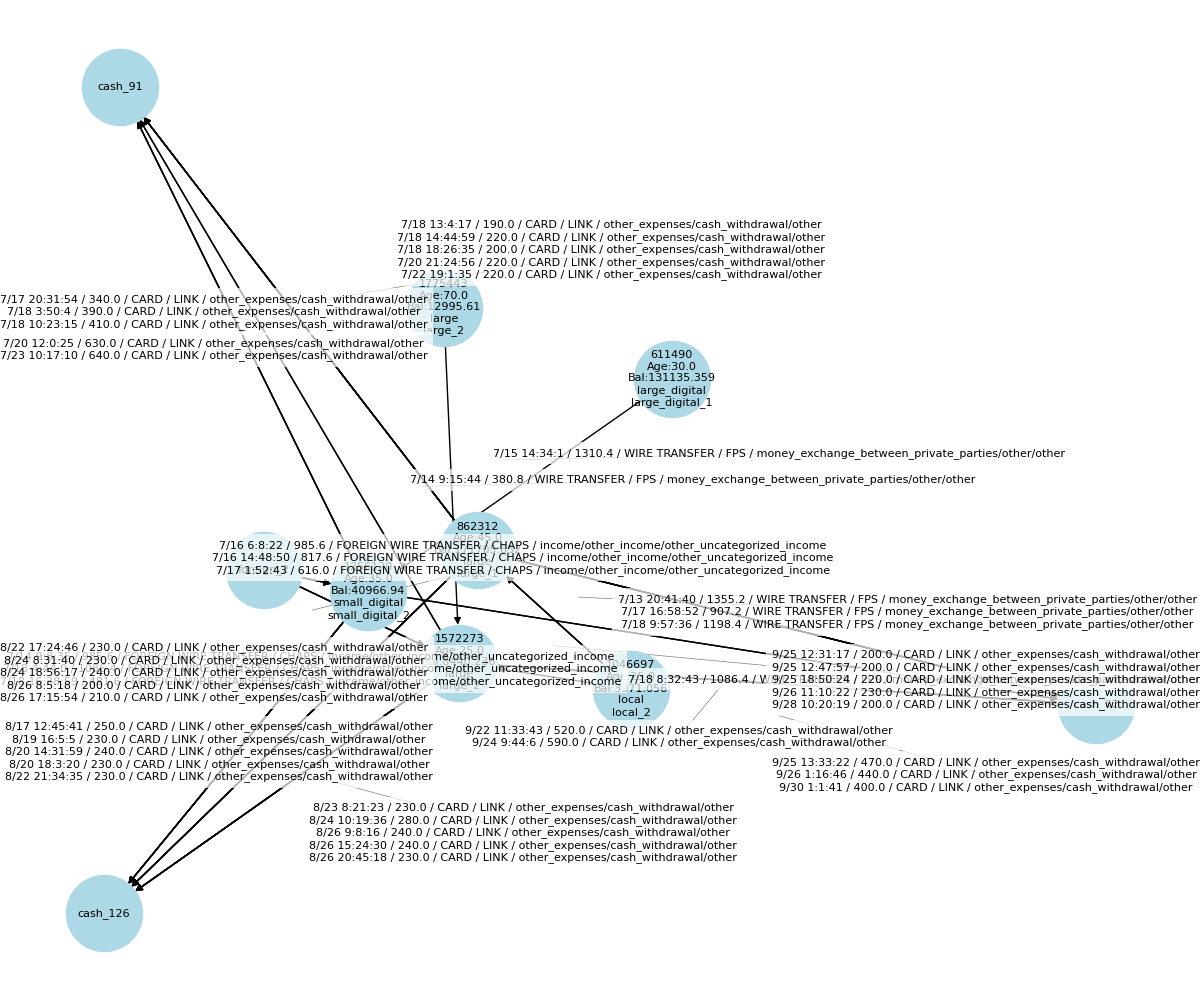 cash_91
7/18 13:4:17 / 190.0 / CARD / LINK / other_expenses/cash_withdrawal/other
7/18 14:44:59 / 220.0 / CARD / LINK / other_expenses/cash_withdrawal/other
7/18 18:26:35 / 200.0 / CARD / LINK / other_expenses/cash_withdrawal/other
7/20 21:24:56 / 220.0 / CARD / LINK / other_expenses/cash_withdrawal/other
7/22 19:1:35 / 220.0 / CARD / LINK / other_expenses/cash_withdrawal/other
1775443
Age:70.0
Bal:12995.61
large
large_2
7/17 20:31:54 / 340.0 / CARD / LINK / other_expenses/cash_withdrawal/other
7/18 3:50:4 / 390.0 / CARD / LINK / other_expenses/cash_withdrawal/other
7/18 10:23:15 / 410.0 / CARD / LINK / other_expenses/cash_withdrawal/other
7/20 12:0:25 / 630.0 / CARD / LINK / other_expenses/cash_withdrawal/other
7/23 10:17:10 / 640.0 / CARD / LINK / other_expenses/cash_withdrawal/other
611490
Age:30.0
Bal:131135.359
large_digital
large_digital_1
7/15 14:34:1 / 1310.4 / WIRE TRANSFER / FPS / money_exchange_between_private_parties/other/other
7/14 9:15:44 / 380.8 / WIRE TRANSFER / FPS / money_exchange_between_private_parties/other/other
862312
Age:45.0
large_1
7/16 6:8:22 / 985.6 / FOREIGN WIRE TRANSFER / CHAPS / income/other_income/other_uncategorized_income
7/16 14:48:50 / 817.6 / FOREIGN WIRE TRANSFER / CHAPS / income/other_income/other_uncategorized_income
7/17 1:52:43 / 616.0 / FOREIGN WIRE TRANSFER / CHAPS / income/other_income/other_uncategorized_income
Age:35.0
Bal:40966.94
small_digital
small_digital_2
7/13 20:41:40 / 1355.2 / WIRE TRANSFER / FPS / money_exchange_between_private_parties/other/other
7/17 16:58:52 / 907.2 / WIRE TRANSFER / FPS / money_exchange_between_private_parties/other/other
7/18 9:57:36 / 1198.4 / WIRE TRANSFER / FPS / money_exchange_between_private_parties/other/other
1572273
Age:25.0
large_2
me/other_uncategorized_income
me/other_uncategorized_income
me/other_uncategorized_income
8/22 17:24:46 / 230.0 / CARD / LINK / other_expenses/cash_withdrawal/other
8/24 8:31:40 / 230.0 / CARD / LINK / other_expenses/cash_withdrawal/other
8/24 18:56:17 / 240.0 / CARD / LINK / other_expenses/cash_withdrawal/other
8/26 8:5:18 / 200.0 / CARD / LINK / other_expenses/cash_withdrawal/other
8/26 17:15:54 / 210.0 / CARD / LINK / other_expenses/cash_withdrawal/other
6697
Bal:3371.056
local
local_2
7/18 8:32:43 / 1086.4 / W
9/25 12:31:17 / 200.0 / CARD / LINK / other_expenses/cash_withdrawal/other
9/25 12:47:57 / 200.0 / CARD / LINK / other_expenses/cash_withdrawal/other
9/25 18:50:24 / 220.0 / CARD / LINK / other_expenses/cash_withdrawal/other
9/26 11:10:22 / 230.0 / CARD / LINK / other_expenses/cash_withdrawal/other
9/28 10:20:19 / 200.0 / CARD / LINK / other_expenses/cash_withdrawal/other
8/17 12:45:41 / 250.0 / CARD / LINK / other_expenses/cash_withdrawal/other
8/19 16:5:5 / 230.0 / CARD / LINK / other_expenses/cash_withdrawal/other
8/20 14:31:59 / 240.0 / CARD / LINK / other_expenses/cash_withdrawal/other
8/20 18:3:20 / 230.0 / CARD / LINK / other_expenses/cash_withdrawal/other
8/22 21:34:35 / 230.0 / CARD / LINK / other_expenses/cash_withdrawal/other
9/22 11:33:43 / 520.0 / CARD / LINK / other_expenses/cash_withdrawal/other
9/24 9:44:6 / 590.0 / CARD / LINK / other_expenses/cash_withdrawal/other
9/25 13:33:22 / 470.0 / CARD / LINK / other_expenses/cash_withdrawal/other
9/26 1:16:46 / 440.0 / CARD / LINK / other_expenses/cash_withdrawal/other
9/30 1:1:41 / 400.0 / CARD / LINK / other_expenses/cash_withdrawal/other
8/23 8:21:23 / 230.0 / CARD / LINK / other_expenses/cash_withdrawal/other
8/24 10:19:36 / 280.0 / CARD / LINK / other_expenses/cash_withdrawal/other
8/26 9:8:16 / 240.0 / CARD / LINK / other_expenses/cash_withdrawal/other
8/26 15:24:30 / 240.0 / CARD / LINK / other_expenses/cash_withdrawal/other
8/26 20:45:18 / 230.0 / CARD / LINK / other_expenses/cash_withdrawal/other
cash_126